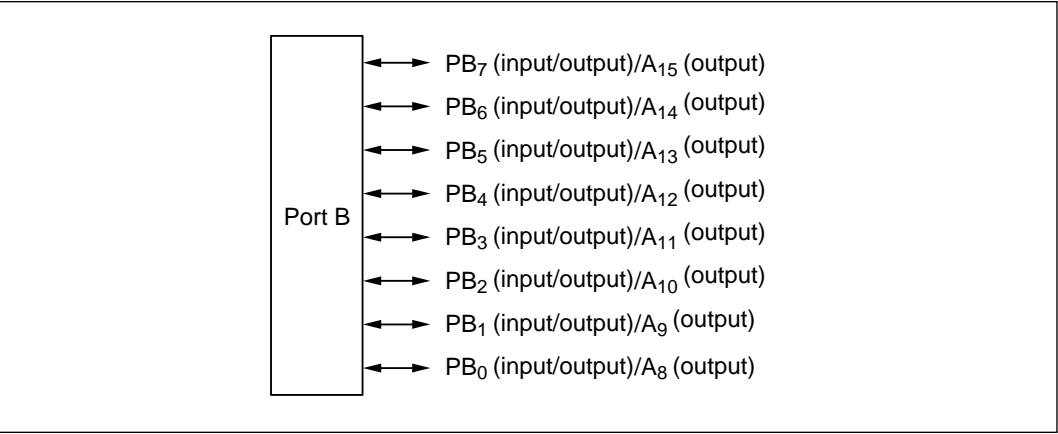 PB₇ (input/output)/A₁₅ (output)
PB₆ (input/output)/A₁₄ (output)
PB₅ (input/output)/A₁₃ (output)
PB₄ (input/output)/A₁₂ (output)
Port B
PB₃ (input/output)/A₁₁ (output)
PB₂ (input/output)/A₁₀ (output)
PB₁ (input/output)/A₉ (output)
PB₀ (input/output)/A₈ (output)